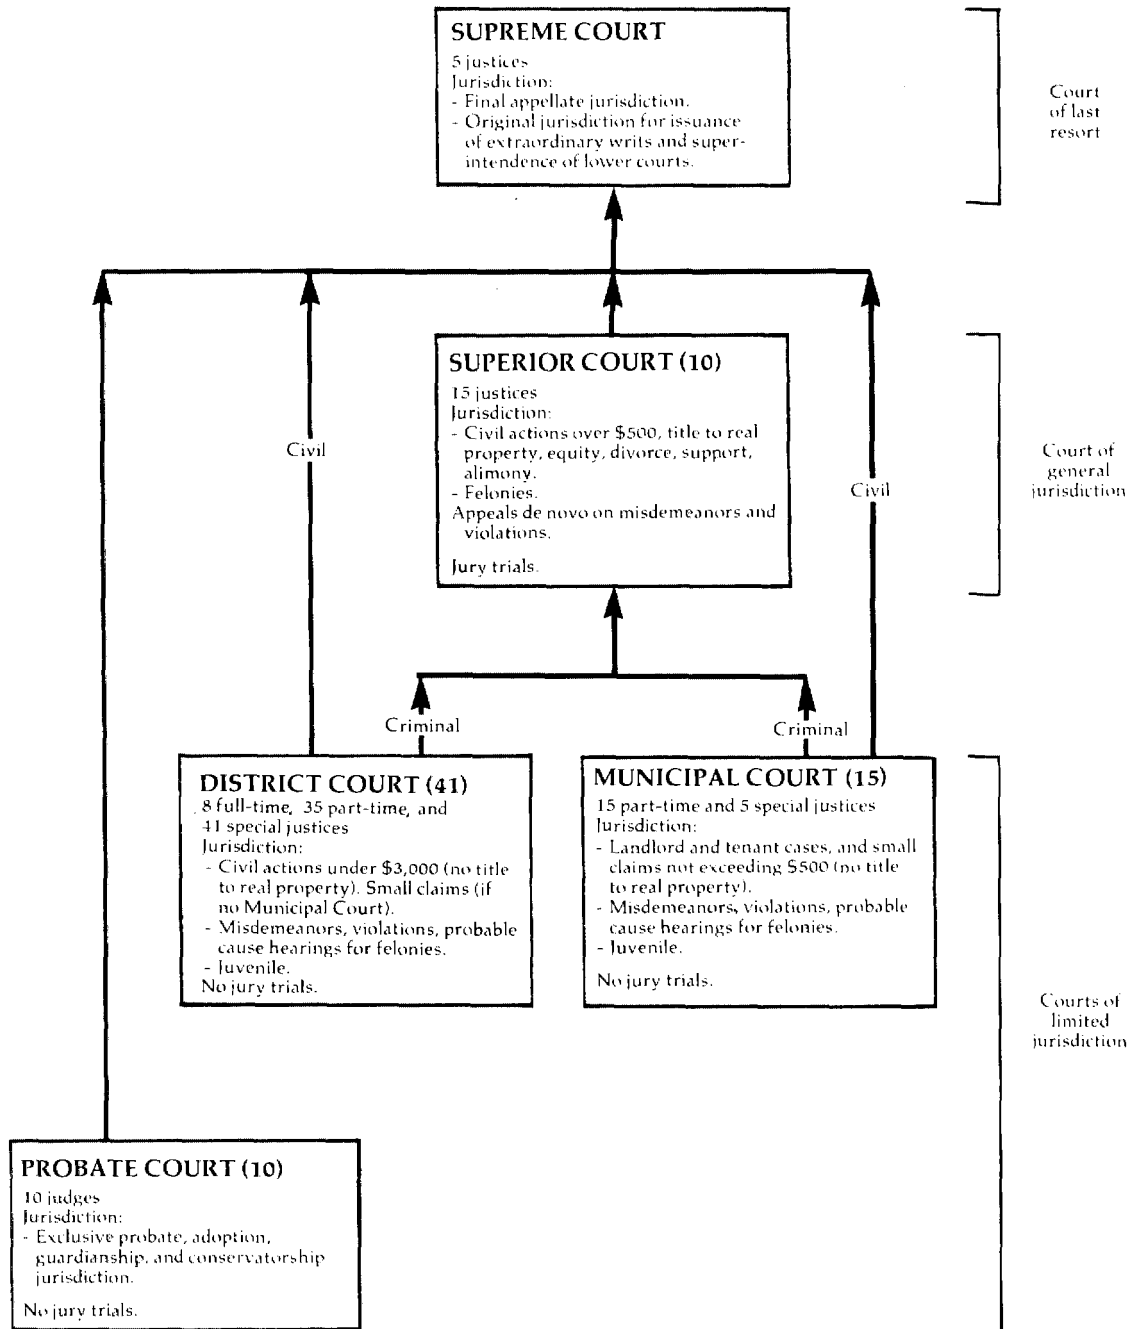 SUPREME COURT
5 justices
Jurisdiction:
- Final appellate jurisdiction.
- Original jurisdiction for issuance
of extraordinary writs and super-
intendence of lower courts.
Court
of last
resort
SUPERIOR COURT (10)
15 justices
Jurisdiction:
- Civil actions over $500, title to real
property, equity, divorce, support,
alimony.
- Felonies.
Appeals de novo on misdemeanors and
violations.
Jury trials.
Civil
Civil
Court of
general
jurisdiction
Criminal
Criminal
DISTRICT COURT (41)
8 full-time, 35 part-time, and
41 special justices
Jurisdiction:
- Civil actions under $3,000 (no title
to real property). Small claims (if
no Municipal Court).
- Misdemeanors, violations, probable
cause hearings for felonies.
- Juvenile.
No jury trials.
MUNICIPAL COURT (15)
15 part-time and 5 special justices
Jurisdiction:
- Landlord and tenant cases, and small
claims not exceeding $500 (no title
to real property).
- Misdemeanors, violations, probable
cause hearings for felonies.
- Juvenile.
No jury trials.
Courts of
limited
jurisdiction
PROBATE COURT (10)
10 judges
Jurisdiction:
- Exclusive probate, adoption,
guardianship, and conservatorship
jurisdiction.
No jury trials.